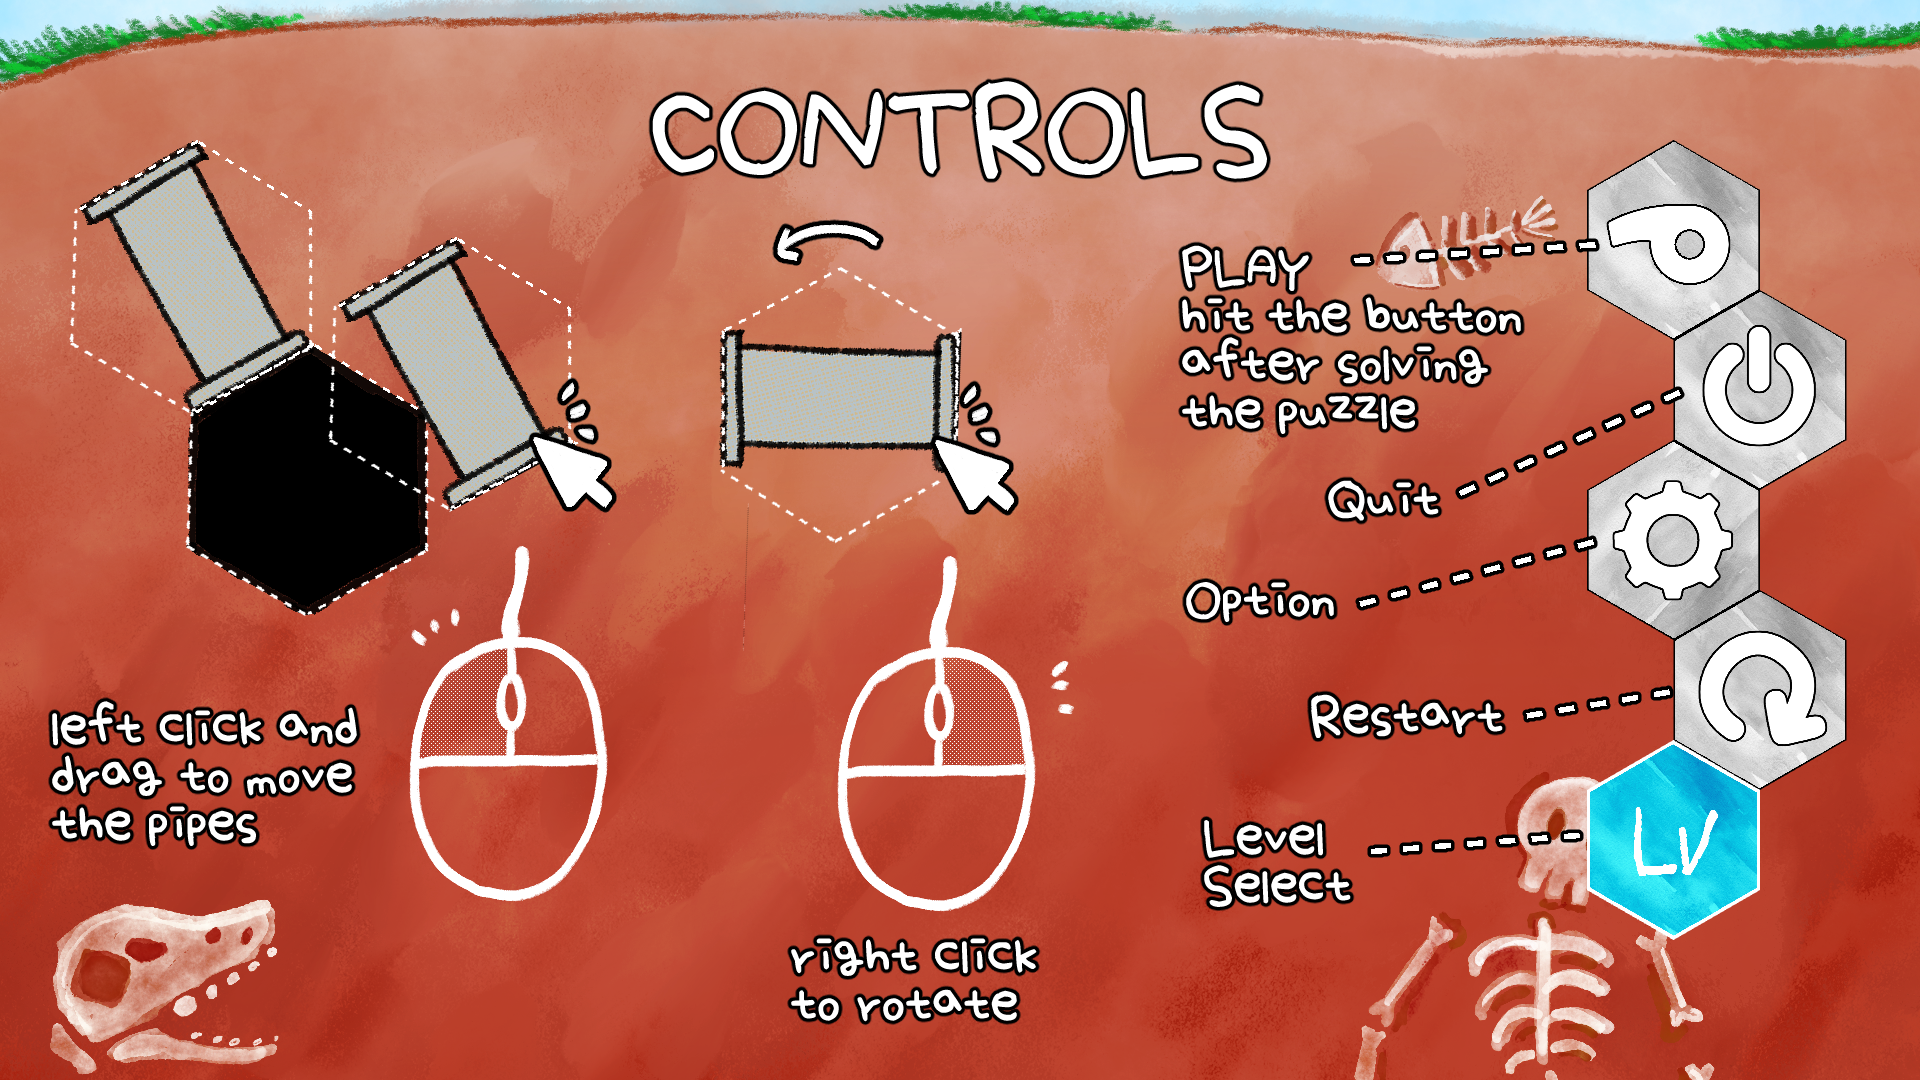 CONTROLS
left click and
drag to move
the pipes
right click
to rotate
PLAY
hit the button
after solving
the puzzle
Quit
Option
Restart
Level
Select
LV